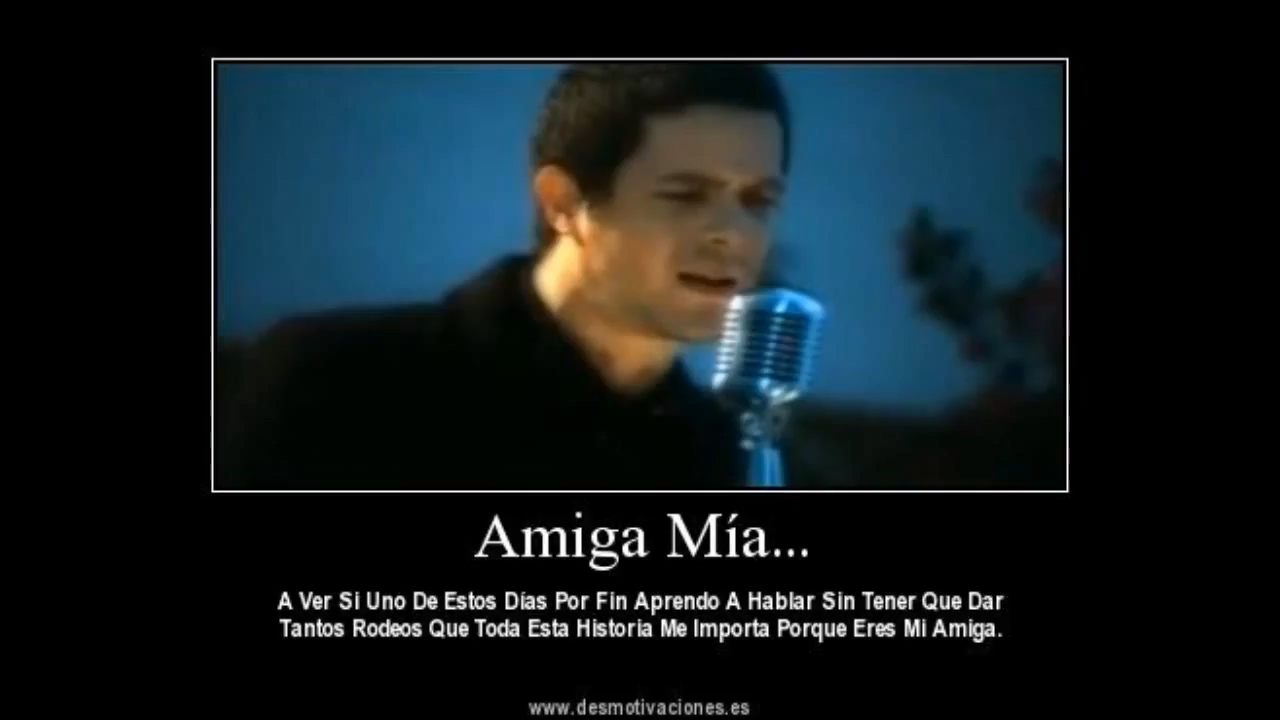 Amiga Mía...
A Ver Si Uno De Estos Días Por Fin Aprendo A Hablar Sin Tener Que Dar
Tantos Rodeos Que Toda Esta Historia Me Importa Porque Eres Mi Amiga.
www.desmotivaciones.es